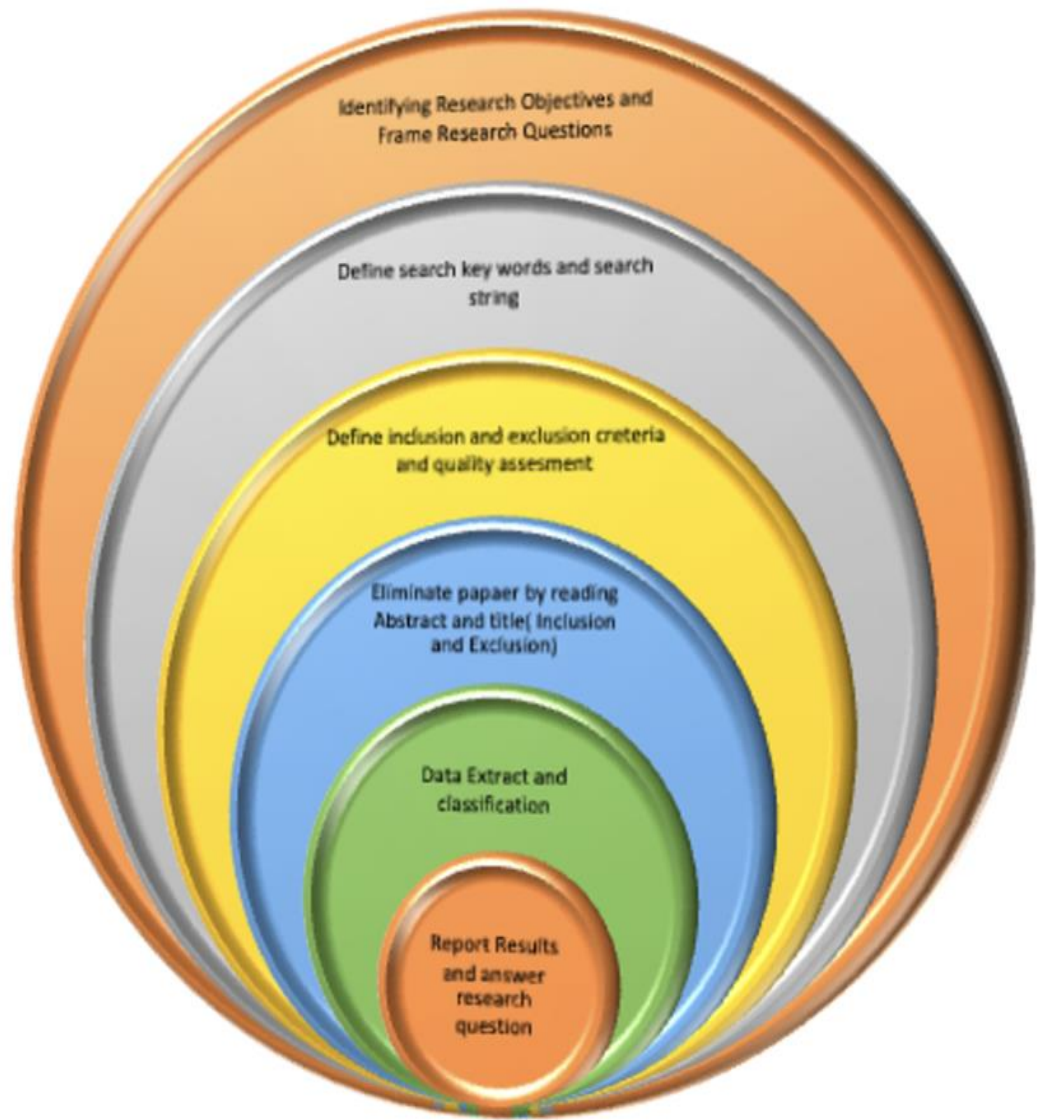 Identifying Research Objectives and
Frame Research Questions
Define search key words and search
string
Define inclusion and exclusion creteria
and quality assesment
Eliminate papaer by reading
Abstract and title( Inclusion
and Exclusion)
Data Extract and
classification
Report Results
and answer
research
question